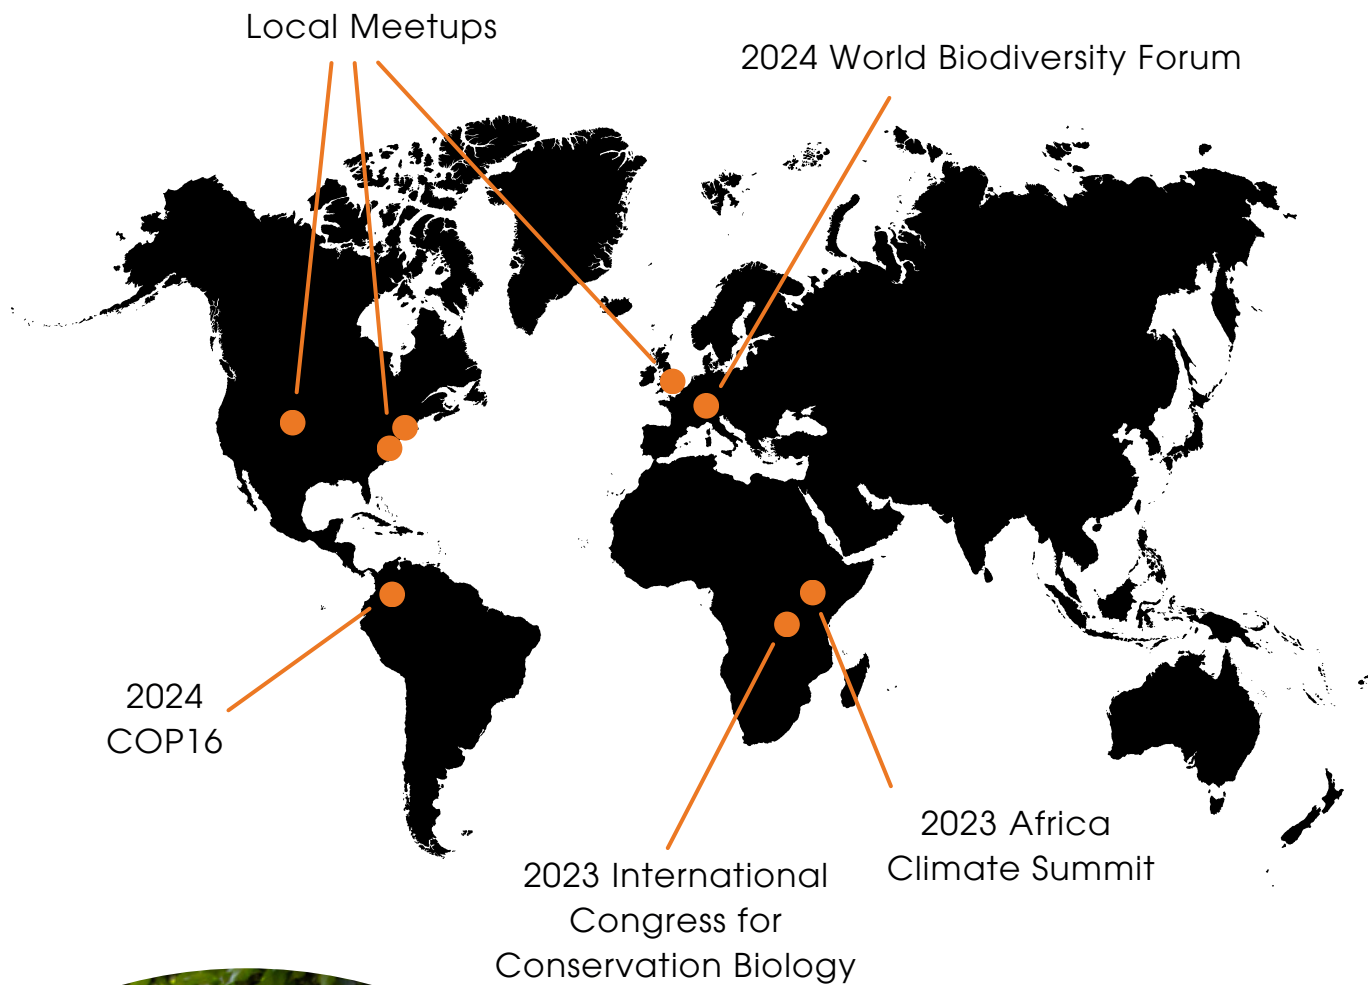 Local Meetups
2024 World Biodiversity Forum
2024
COP16
2023 Africa
Climate Summit
2023 International
Congress for
Conservation Biology